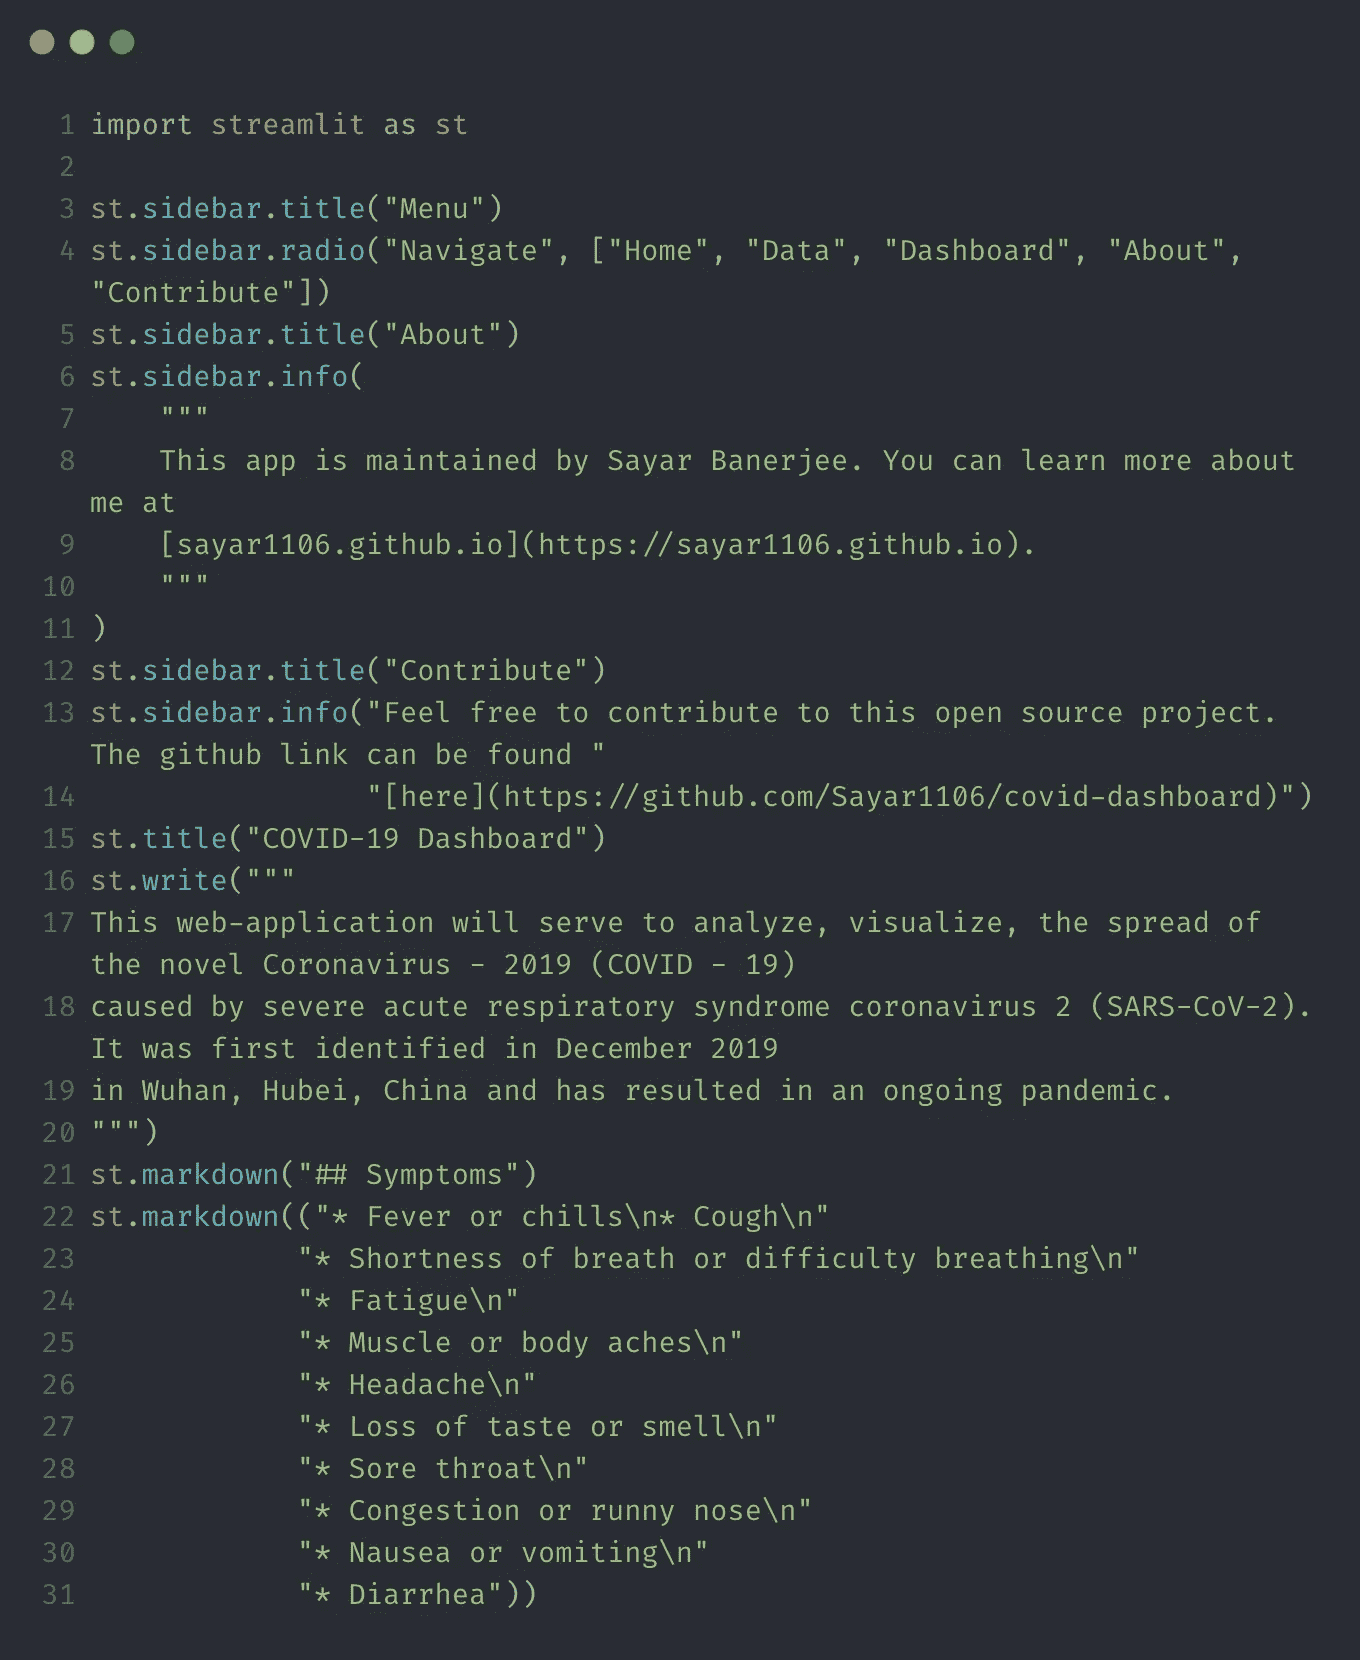 1 import streamlit as st
2
3 st.sidebar.title("Menu")
4 st.sidebar.radio("Navigate", ["Home", "Data", "Dashboard", "About",
"Contribute"])
5 st.sidebar.title("About")
6 st.sidebar.info(
7     """
8     This app is maintained by Sayar Banerjee. You can learn more about
me at
9     [sayar1106.github.io](https://sayar1106.github.io).
10     """
11 )
12 st.sidebar.title("Contribute")
13 st.sidebar.info("Feel free to contribute to this open source project.
The github link can be found "
14                 "[here](https://github.com/Sayar1106/covid-dashboard)")
15 st.title("COVID-19 Dashboard")
16 st.write("""
17 This web-application will serve to analyze, visualize, the spread of
the novel Coronavirus - 2019 (COVID - 19)
18 caused by severe acute respiratory syndrome coronavirus 2 (SARS-CoV-2).
It was first identified in December 2019
19 in Wuhan, Hubei, China and has resulted in an ongoing pandemic.
20 """)
21 st.markdown("## Symptoms")
22 st.markdown(("* Fever or chills\n* Cough\n"
23             "* Shortness of breath or difficulty breathing\n"
24             "* Fatigue\n"
25             "* Muscle or body aches\n"
26             "* Headache\n"
27             "* Loss of taste or smell\n"
28             "* Sore throat\n"
29             "* Congestion or runny nose\n"
30             "* Nausea or vomiting\n"
31             "* Diarrhea"))